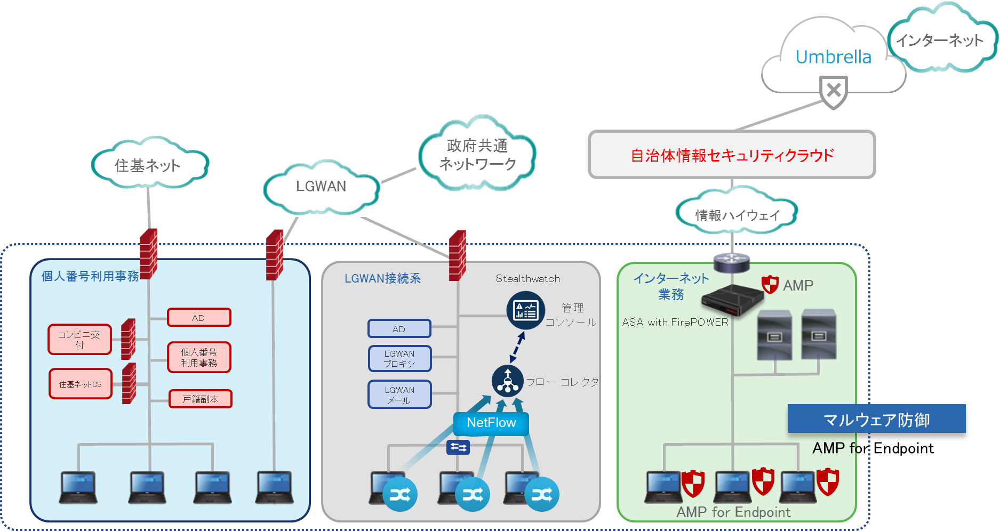 インターネット
Umbrella
自治体情報セキュリティクラウド
政府共通
ネットワーク
住基ネット
LGWAN
情報ハイウェイ
個人番号利用事務
コンビニ交
付
住基ネットCS
AD
個人番号
利用事務
戸籍副本
LGWAN接続系
Stealthwatch
管理
コンソール
AD
LGWAN
プロキシ
LGWAN
メール
フロー コレクタ
NetFlow
インターネット
業務
AMP
ASA with FirePOWER
マルウェア防御
AMP for Endpoint
AMP for Endpoint